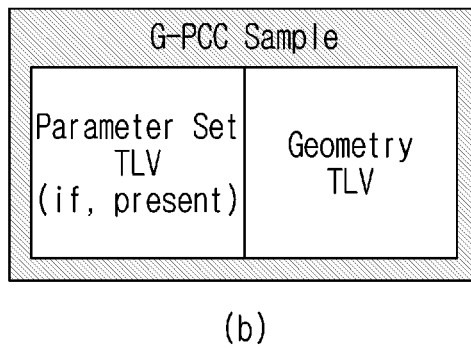 G-PCC Sample
Parameter Set
TLV
(if, present)
Geometry
TLV
(b)